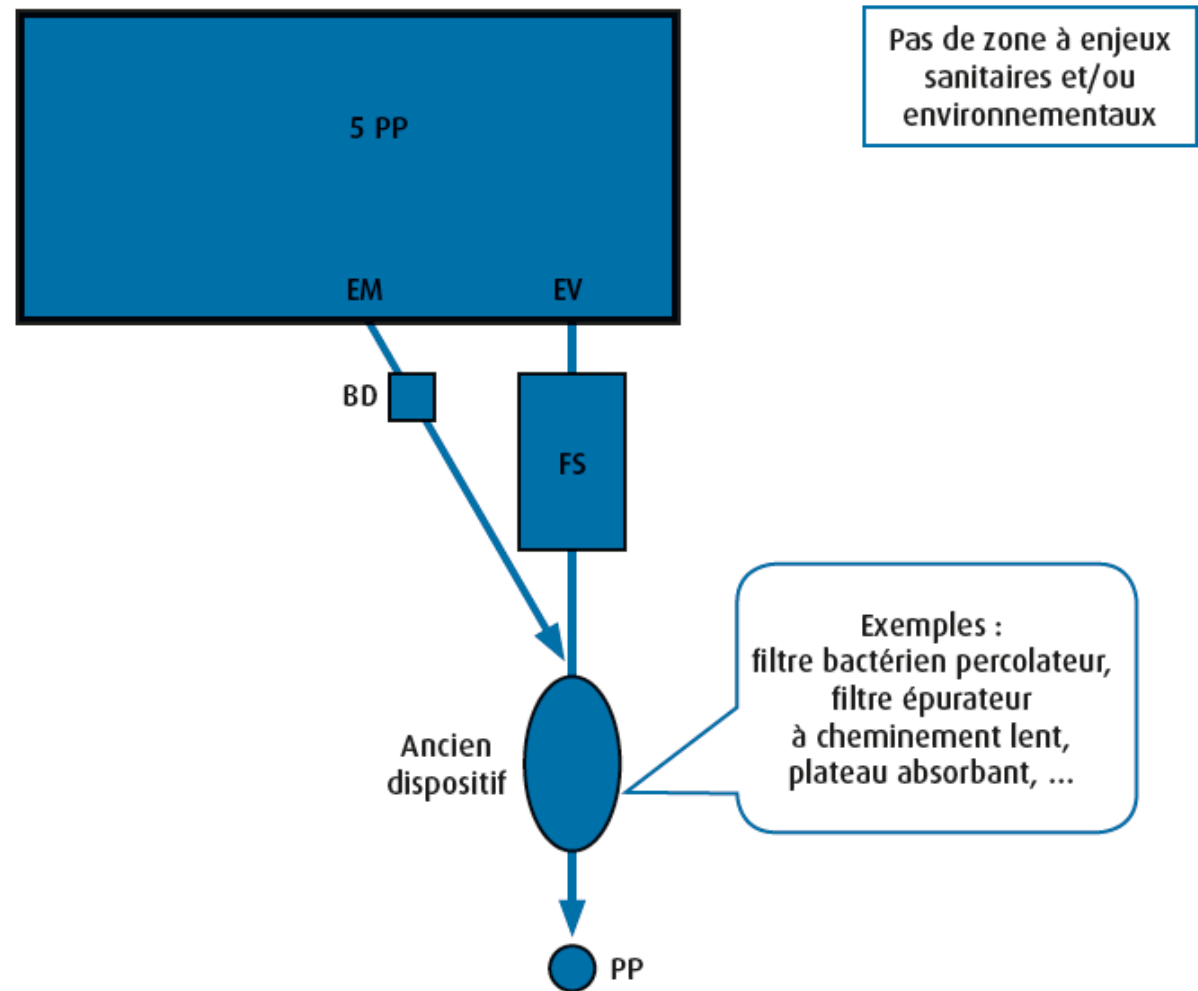 Pas de zone à enjeux
sanitaires et/ou
environnementaux
5 PP
EM
EV
BD
FS
Exemples :
filtre bactérien percolateur,
filtre épurateur
à cheminement lent,
plateau absorbant, ...
Ancien
dispositif
PP